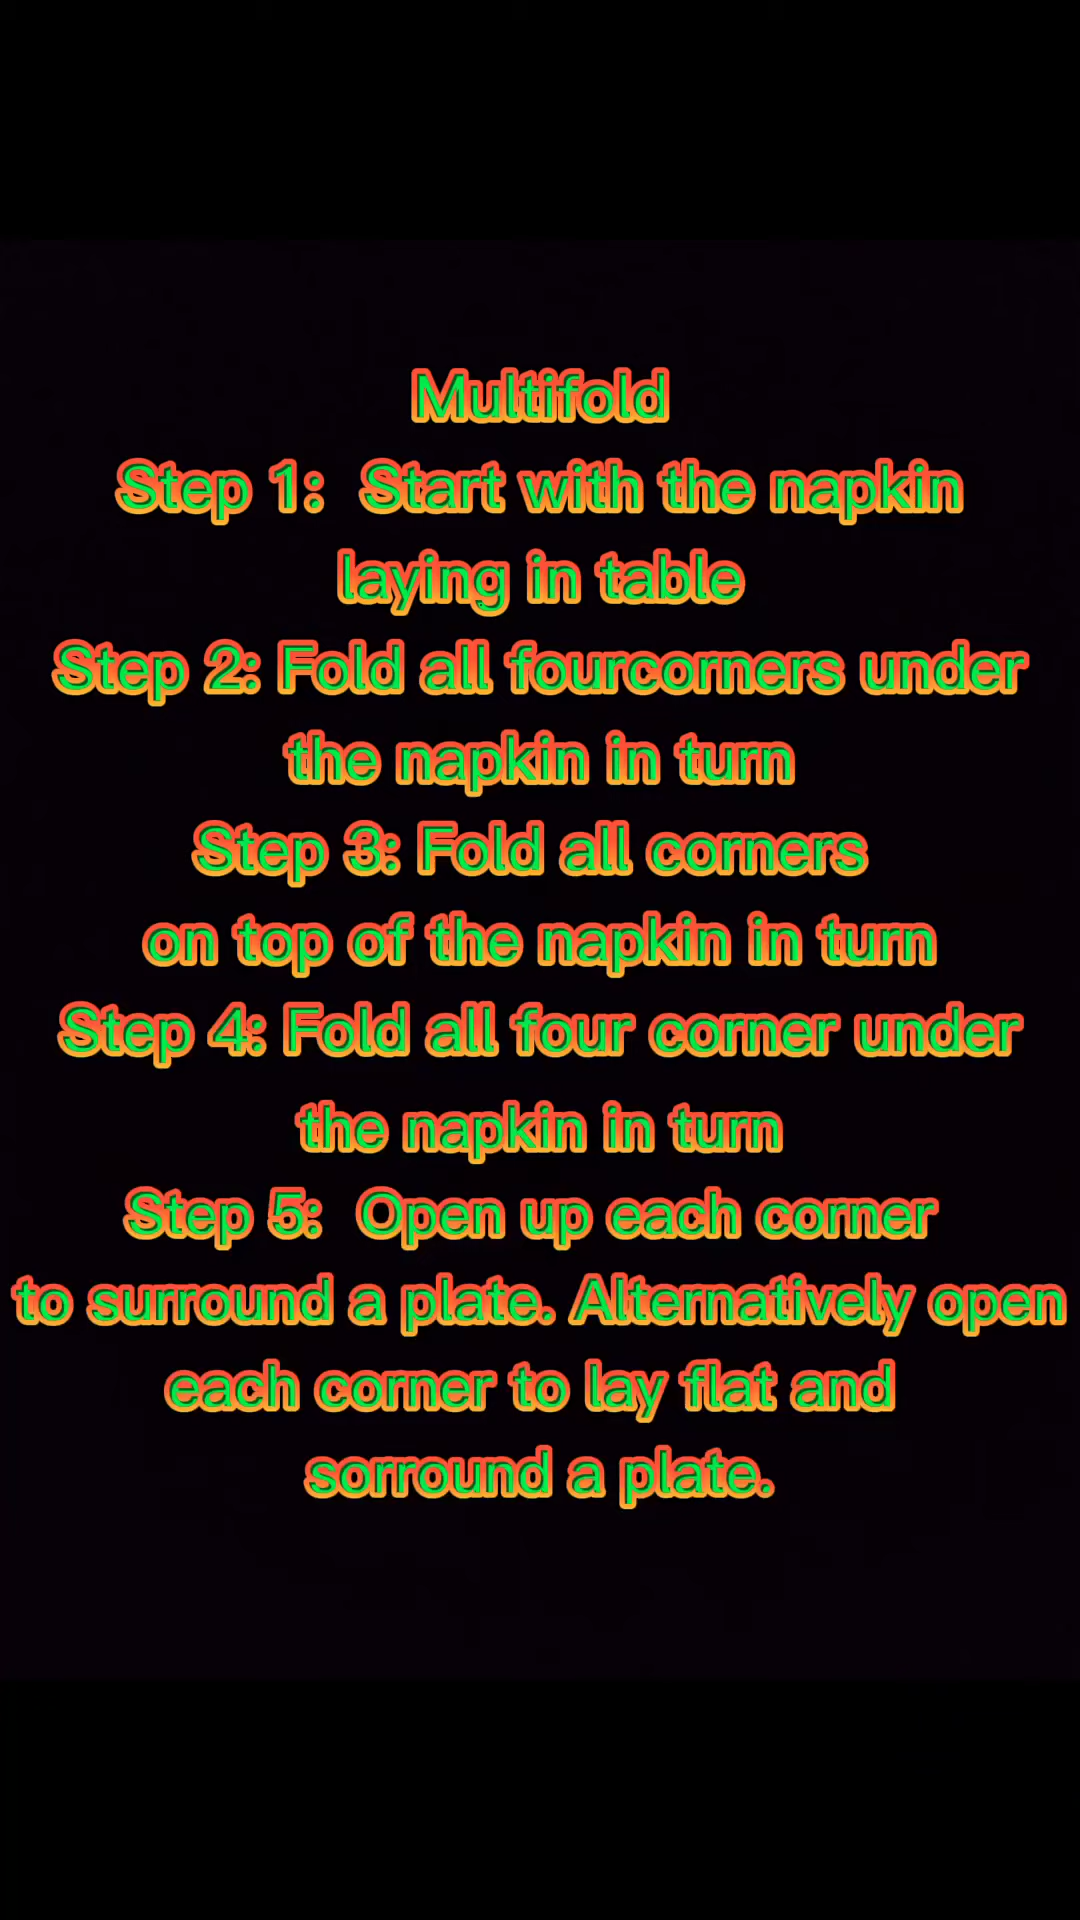 Multifold
Step 1:  Start with the napkin
laying in table
Step 2: Fold all fourcorners under
the napkin in turn
Step 3: Fold all corners
on top of the napkin in turn
Step 4: Fold all four corner under
the napkin in turn
Step 5:  Open up each corner
to surround a plate. Alternatively open
each corner to lay flat and
sorround a plate.